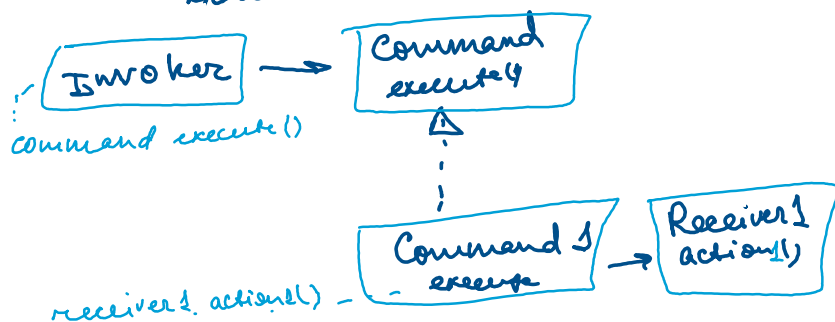 Invoker
Command
execute()
command execute()
Command 1
execute
Receiver1
action1()
receiver1. action1()